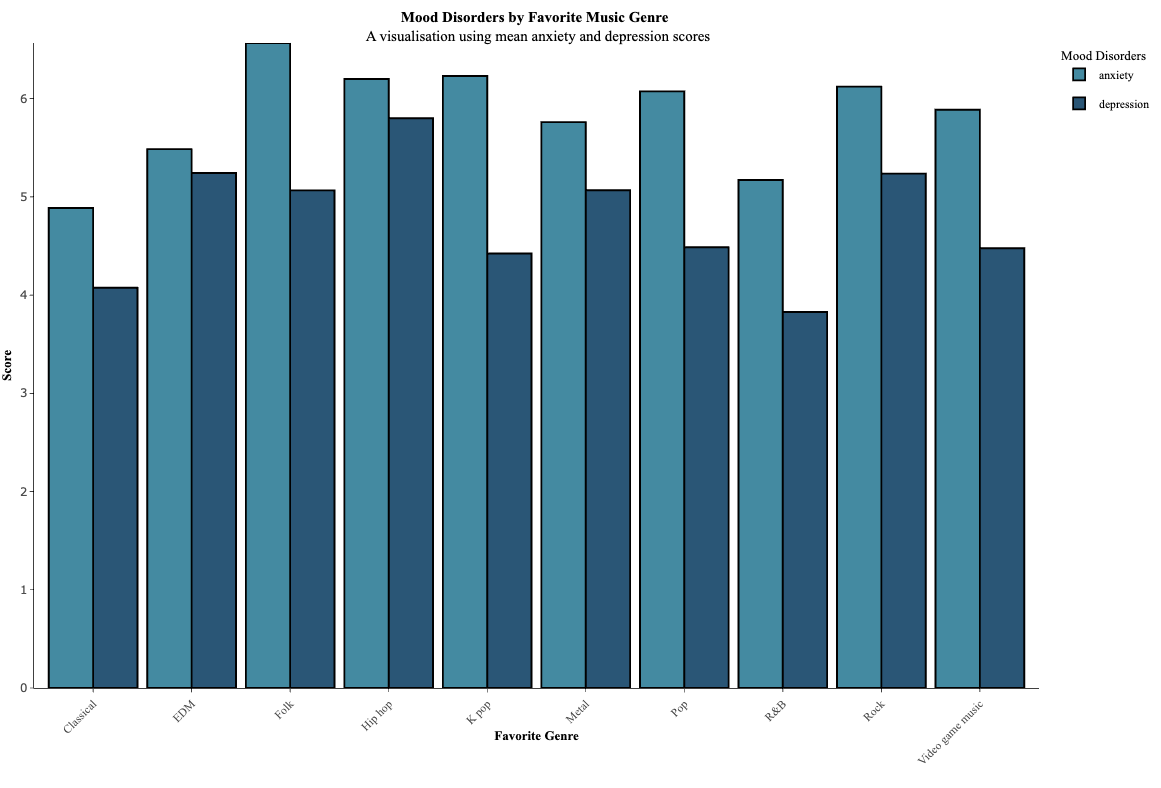 Mood Disorders by Favorite Music Genre
A visualisation using mean anxiety and depression scores
Mood Disorders
anxiety
depression
Score
6
5
4
3
2
1
0
Classical
EDM
Folk
Hip hop
K pop
Metal
Pop
R&B
Rock
Video game music
Favorite Genre